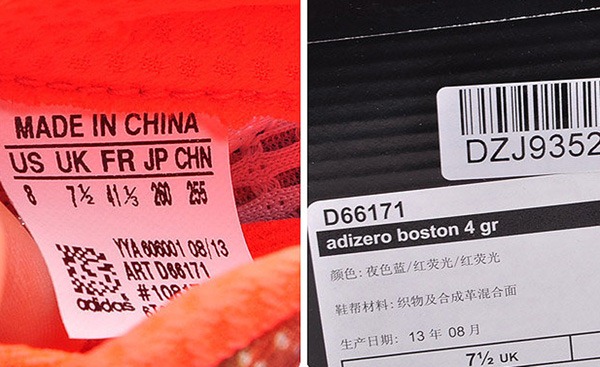 MADE IN CHINA
US UK FR JP CHN
8 7½ 41⅓ 260 255
YYA 606001 08/13
ART D66171
adidas
DZJ9352
D66171
adizero boston 4 gr
颜色: 夜色蓝/红荧光/红荧光
鞋帮材料: 织物及合成革混合面
生产日期: 13 年 08 月
7½ UK